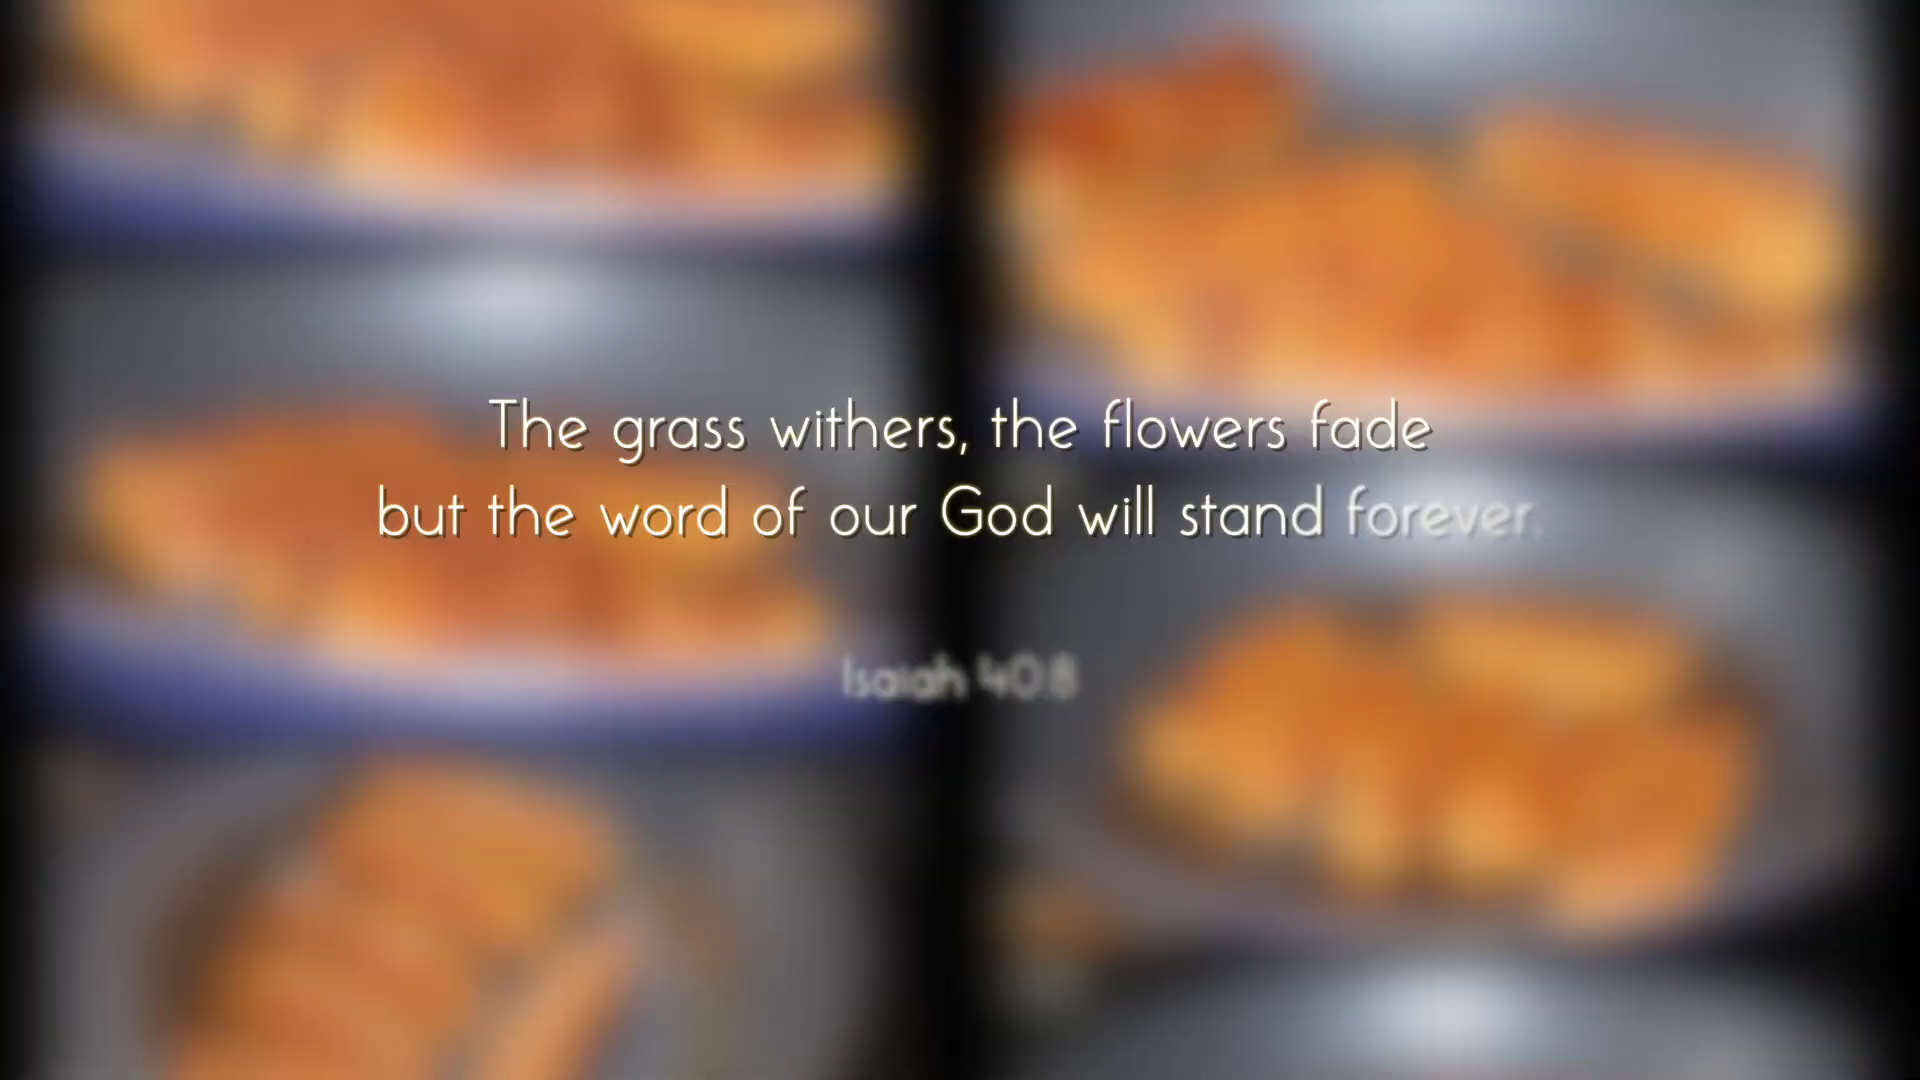 The grass withers, the flowers fade
but the word of our God will stand forever.
Isaiah 40:8